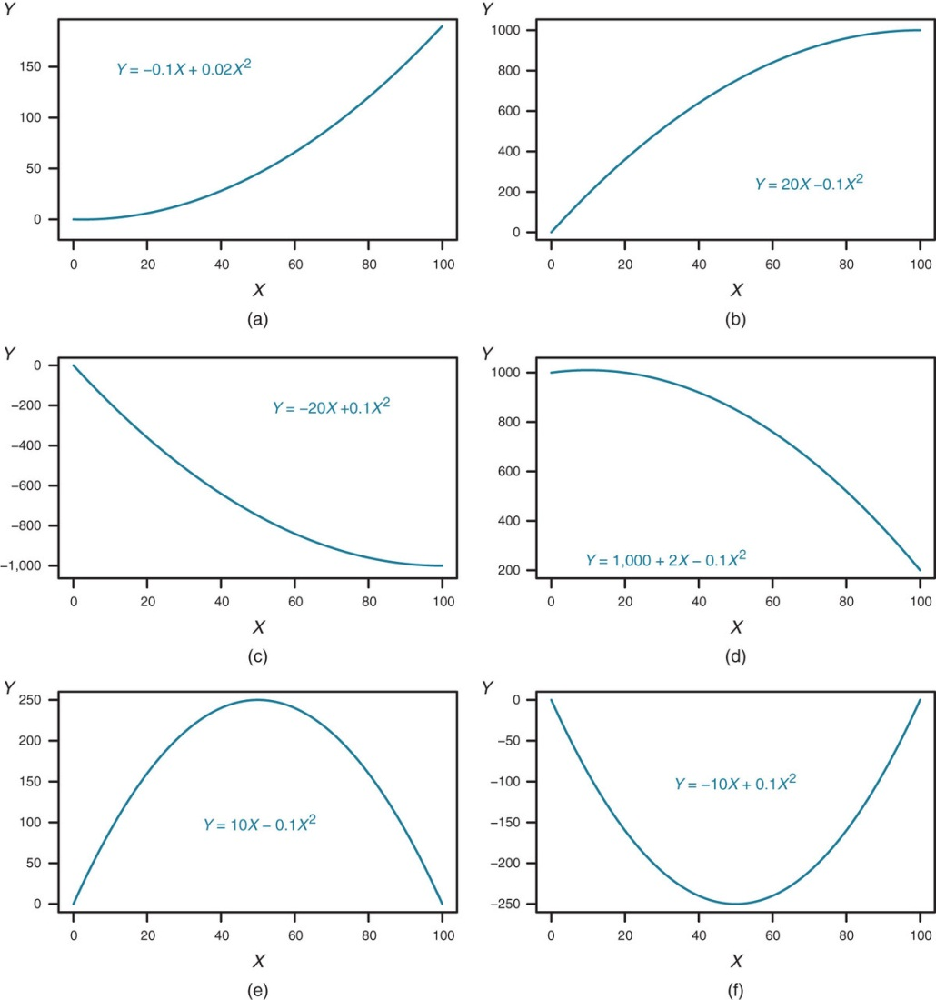 Y
Y = −0.1X + 0.02X²
150
100
50
0
0 20 40 60 80 100
X
(a)
Y
1000
800
600
400
200
0
Y = 20X −0.1X²
0 20 40 60 80 100
X
(b)
Y
0
−200
−400
−600
−800
−1,000
Y = −20X +0.1X²
0 20 40 60 80 100
X
(c)
Y
1000
800
600
400
200
Y = 1,000 + 2X − 0.1X²
0 20 40 60 80 100
X
(d)
Y
250
200
150
100
50
0
Y = 10X − 0.1X²
0 20 40 60 80 100
X
(e)
Y
0
−50
−100
−150
−200
−250
Y = −10X + 0.1X²
0 20 40 60 80 100
X
(f)